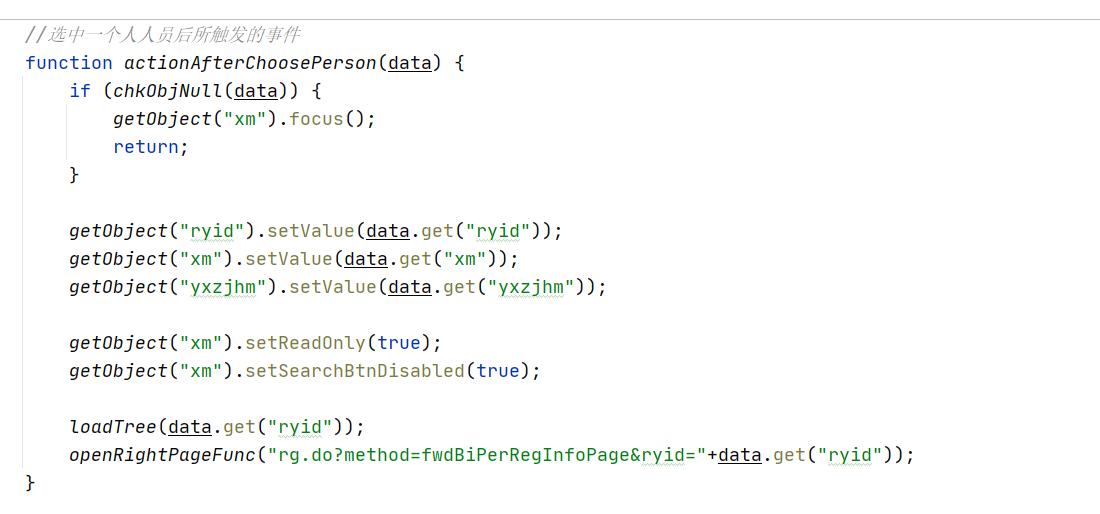 //选中一个人人员后所触发的事件
function actionAfterChoosePerson(data) {
    if (chkObjNull(data)) {
        getObject("xm").focus();
        return;
    }

    getObject("ryid").setValue(data.get("ryid"));
    getObject("xm").setValue(data.get("xm"));
    getObject("yxzjhm").setValue(data.get("yxzjhm"));

    getObject("xm").setReadOnly(true);
    getObject("xm").setSearchBtnDisabled(true);

    loadTree(data.get("ryid"));
    openRightPageFunc("rg.do?method=fwdBiPerRegInfoPage&ryid="+data.get("ryid"));
}